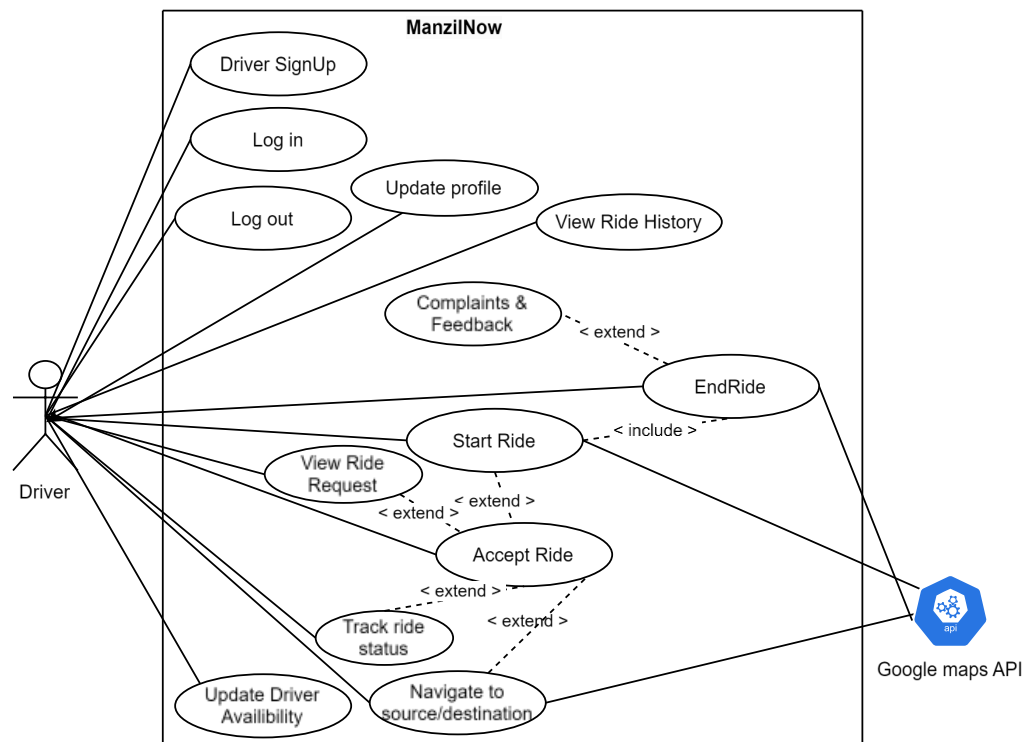 ManzilNow
Driver SignUp
Log in
Update profile
Log out
View Ride History
Complaints &
Feedback
< extend >
EndRide
< include >
Start Ride
View Ride
Request
Driver
< extend >
< extend >
Accept Ride
< extend >
< extend >
Track ride
status
api
Google maps API
Update Driver
Availibility
Navigate to
source/destination